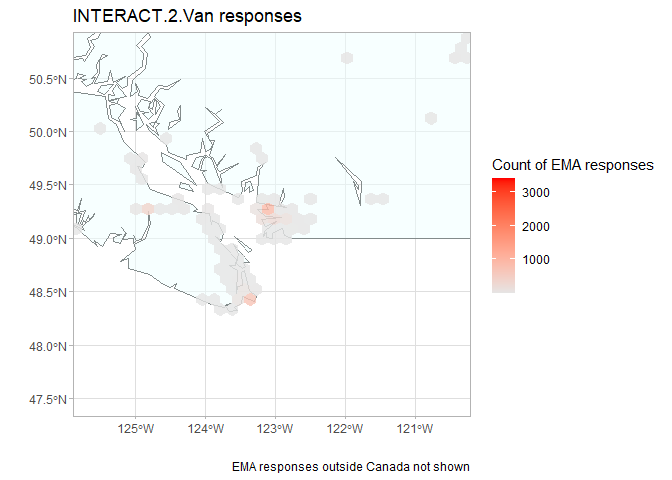 INTERACT.2.Van responses
50.5°N
50.0°N
49.5°N
49.0°N
48.5°N
48.0°N
47.5°N
125°W 124°W 123°W 122°W 121°W
Count of EMA responses
3000
2000
1000
EMA responses outside Canada not shown